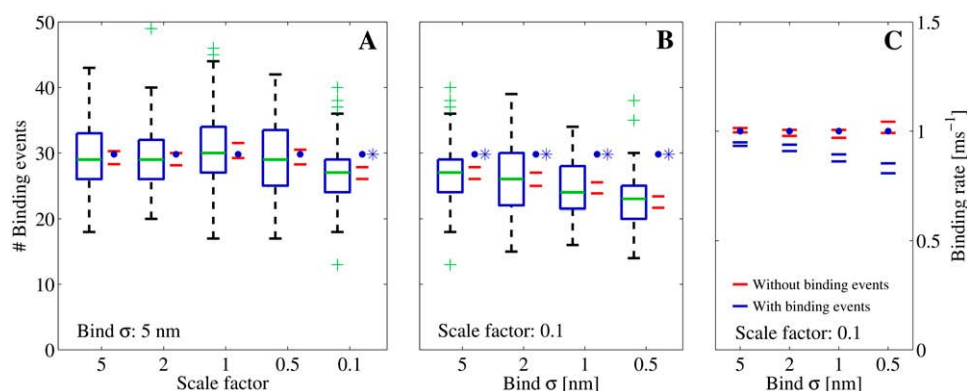 50
40
30
20
10
0
# Binding events
A
Bind σ: 5 nm
5 2 1 0.5 0.1
Scale factor
B
Scale factor: 0.1
5 2 1 0.5
Bind σ [nm]
C
Without binding events
With binding events
Scale factor: 0.1
5 2 1 0.5
Bind σ [nm]
1.5
1
0.5
0
Binding rate [ms⁻¹]